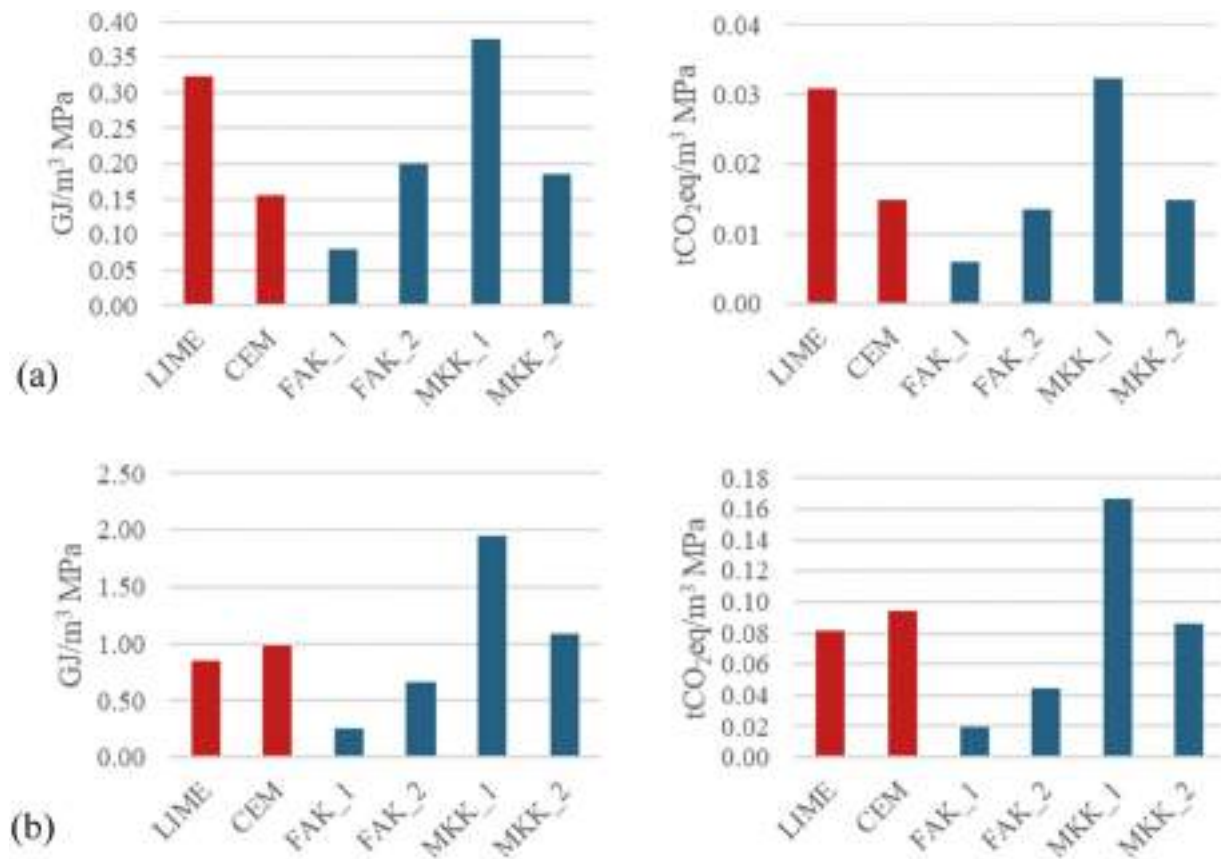 0.40
0.35
0.30
0.25
0.20
0.15
0.10
0.05
0.00
GJ/m³ MPa
LIME
CEM
FAK_1
FAK_2
MKK_1
MKK_2
0.04
0.03
0.02
0.01
0.00
tCO₂eq/m³ MPa
LIME
CEM
FAK_1
FAK_2
MKK_1
MKK_2
(a)
2.50
2.00
1.50
1.00
0.50
0.00
GJ/m³ MPa
LIME
CEM
FAK_1
FAK_2
MKK_1
MKK_2
0.18
0.16
0.14
0.12
0.10
0.08
0.06
0.04
0.02
0.00
tCO₂eq/m³ MPa
LIME
CEM
FAK_1
FAK_2
MKK_1
MKK_2
(b)